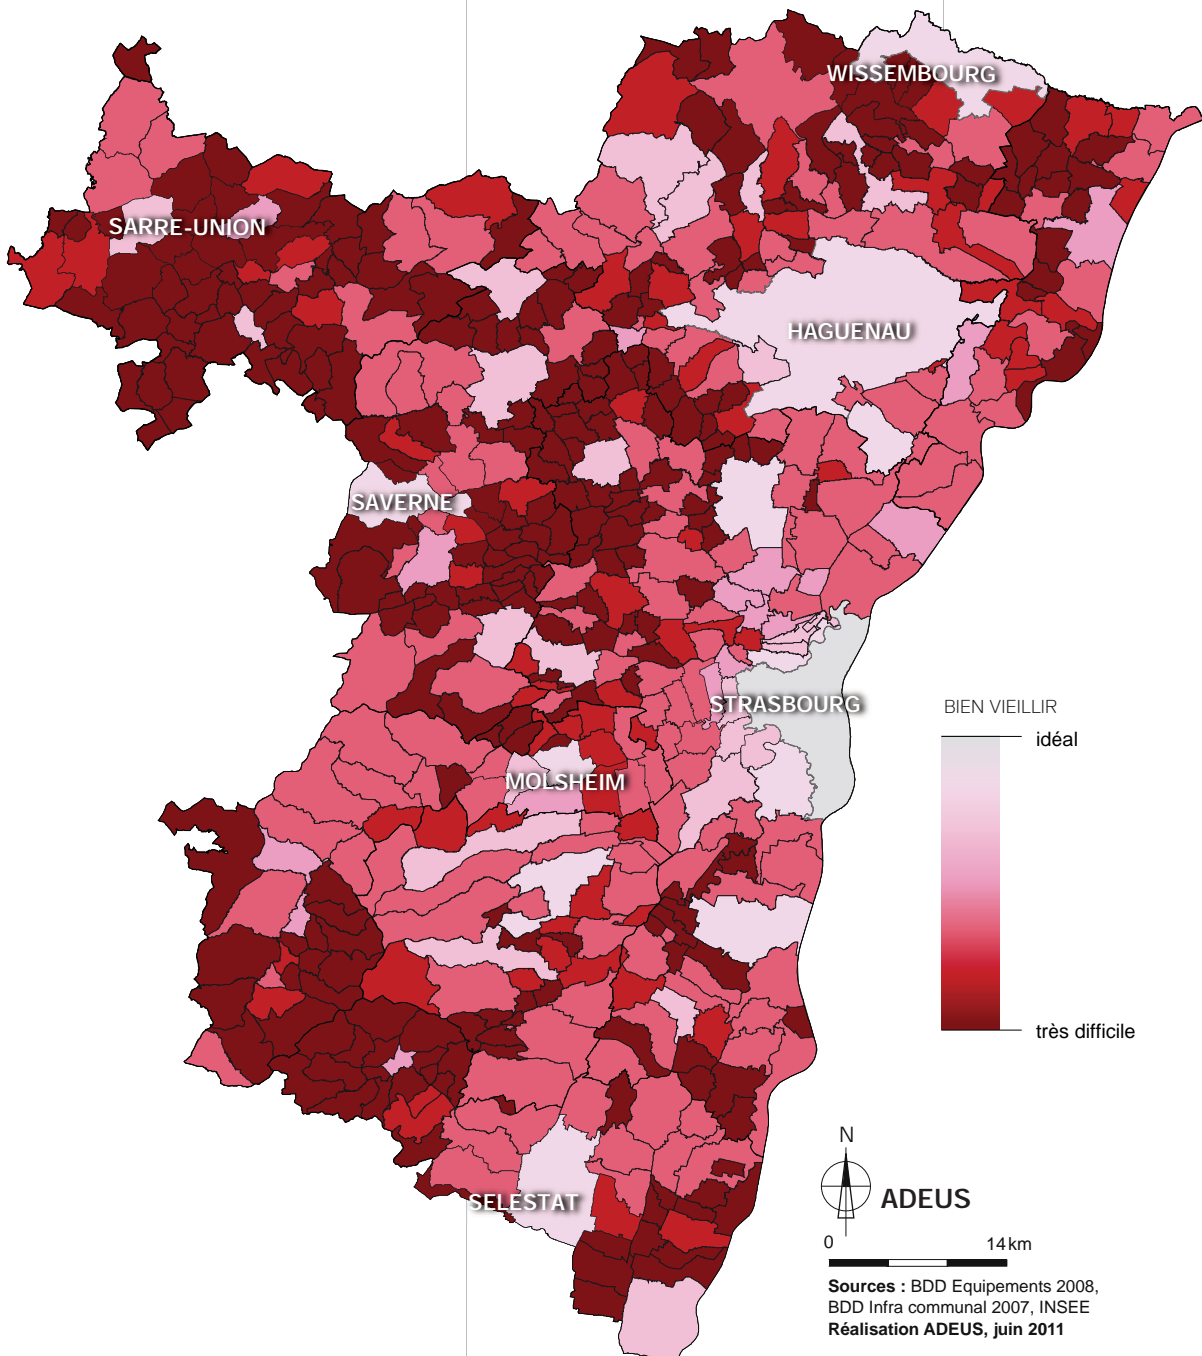 WISSEMBOURG
SARRE-UNION
HAGUENAU
SAVERNE
STRASBOURG
BIEN VIEILLIR
idéal
MOLSHEIM
très difficile
N
ADEUS
SELESTAT
0 14 km
Sources : BDD Equipements 2008,
BDD Infra communal 2007, INSEE
Réalisation ADEUS, juin 2011